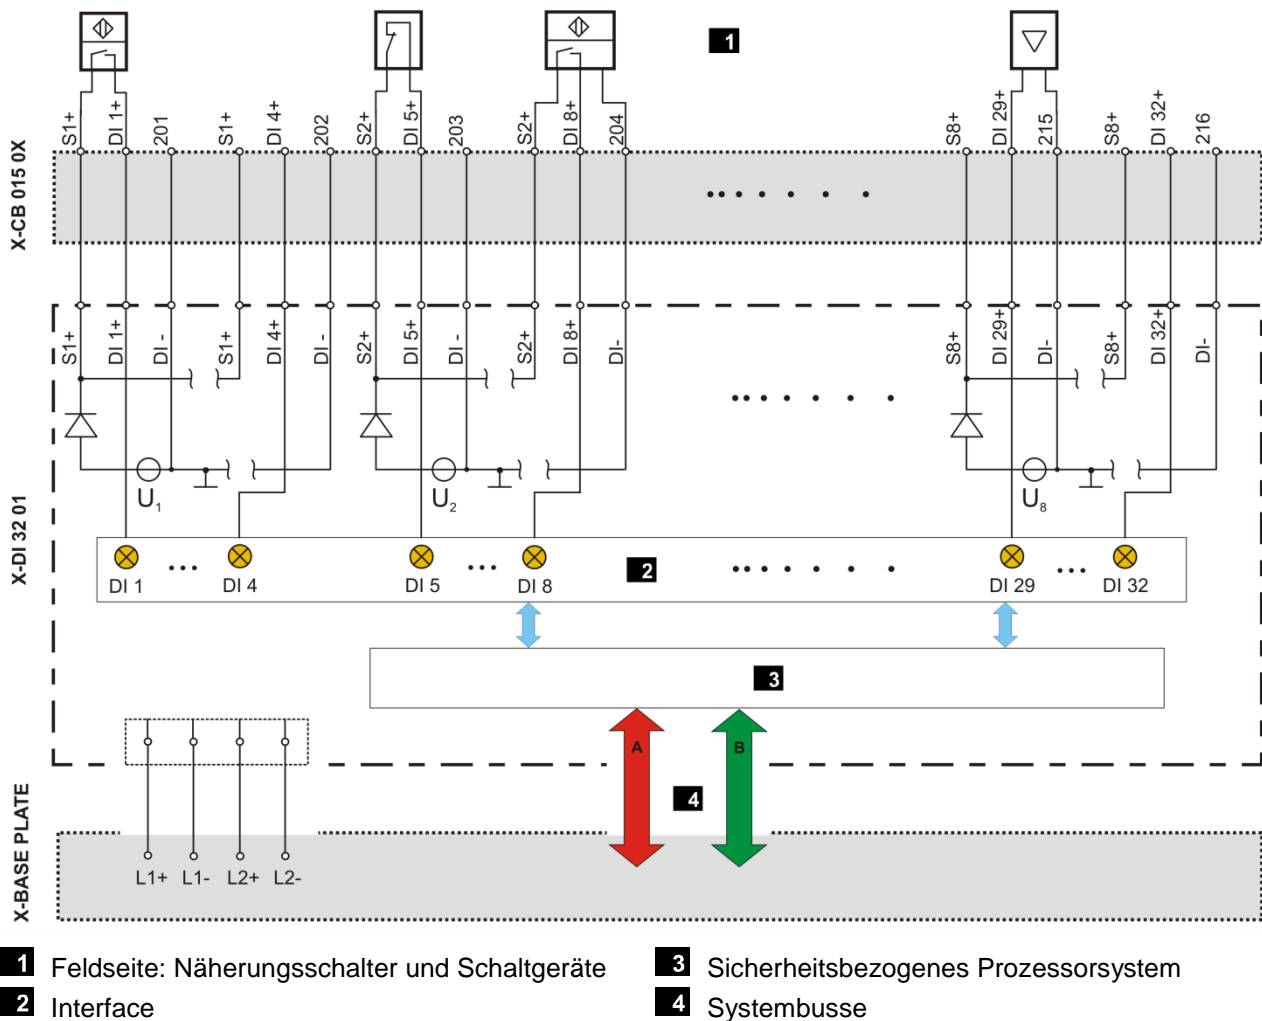 1
S1+ DI 1+ 201 S1+ DI 4+ 202 S2+ DI 5+ 203 S2+ DI 8+ 204 S8+ DI 29+ 215 S8+ DI 32+ 216
X-CB 015 0X
S1+ DI 1+ DI - S1+ DI 4+ DI - S2+ DI 5+ DI - S2+ DI 8+ DI- S8+ DI 29+ DI- S8+ DI 32+ DI-
U1 U2 U8
X-DI 32 01
DI 1 DI 4 DI 5 DI 8 2 DI 29 DI 32
3
A B
4
X-BASE PLATE
L1+ L1- L2+ L2-
1 Feldseite: Näherungsschalter und Schaltgeräte
3 Sicherheitsbezogenes Prozessorsystem
2 Interface
4 Systembusse